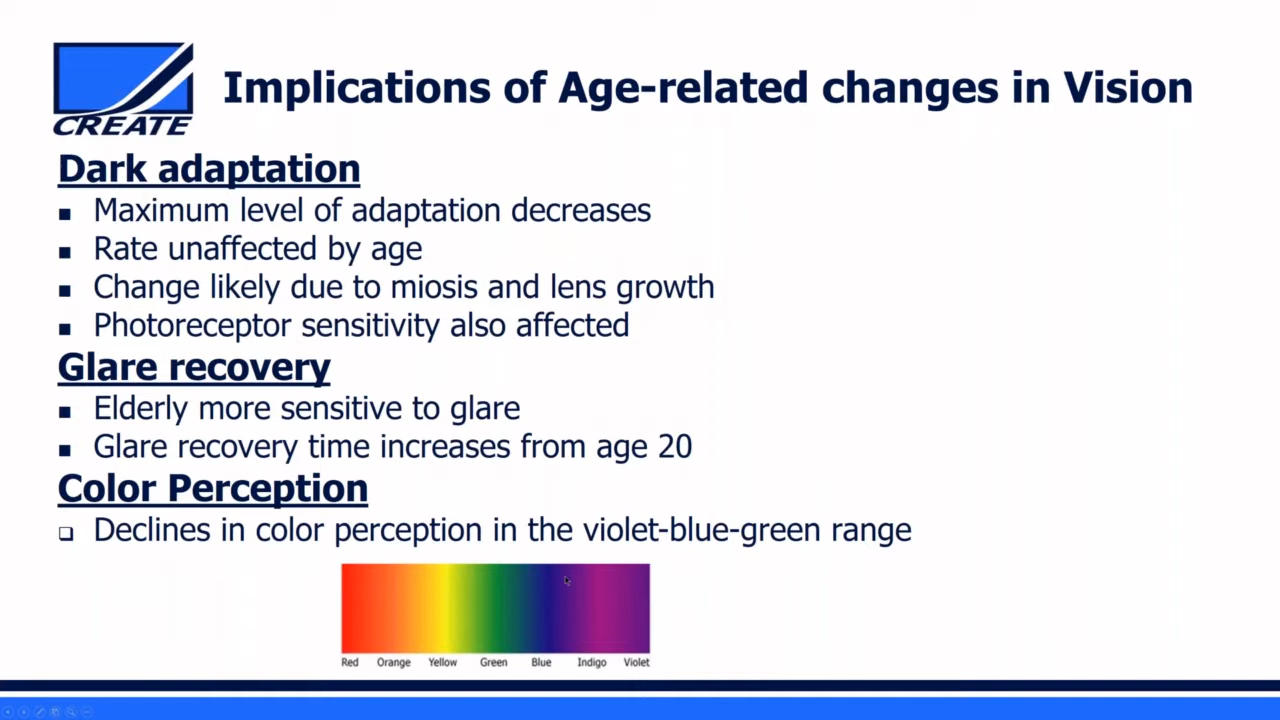 CREATE
Implications of Age-related changes in Vision
Dark adaptation
▪ Maximum level of adaptation decreases
▪ Rate unaffected by age
▪ Change likely due to miosis and lens growth
▪ Photoreceptor sensitivity also affected
Glare recovery
▪ Elderly more sensitive to glare
▪ Glare recovery time increases from age 20
Color Perception
❑ Declines in color perception in the violet-blue-green range
Red Orange Yellow Green Blue Indigo Violet